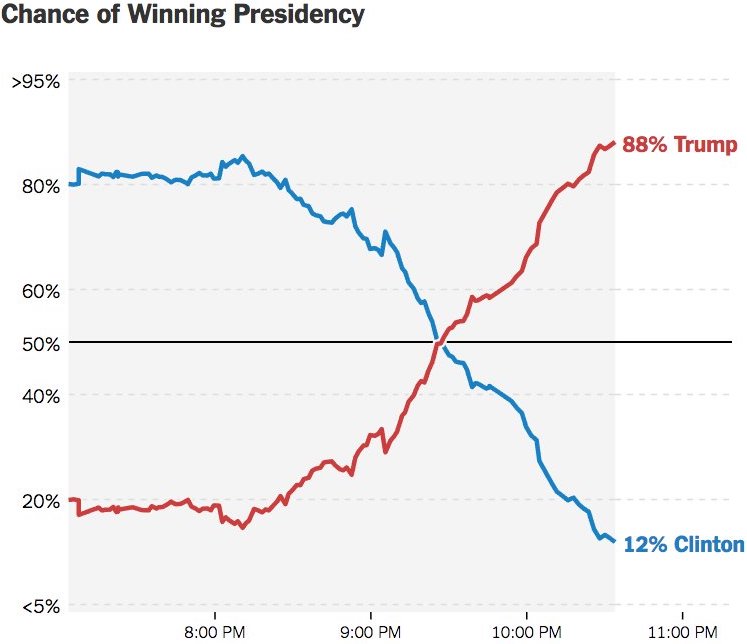 Chance of Winning Presidency
>95%
88% Trump
80%
60%
50%
40%
20%
12% Clinton
<5%
8:00 PM 9:00 PM 10:00 PM 11:00 PM